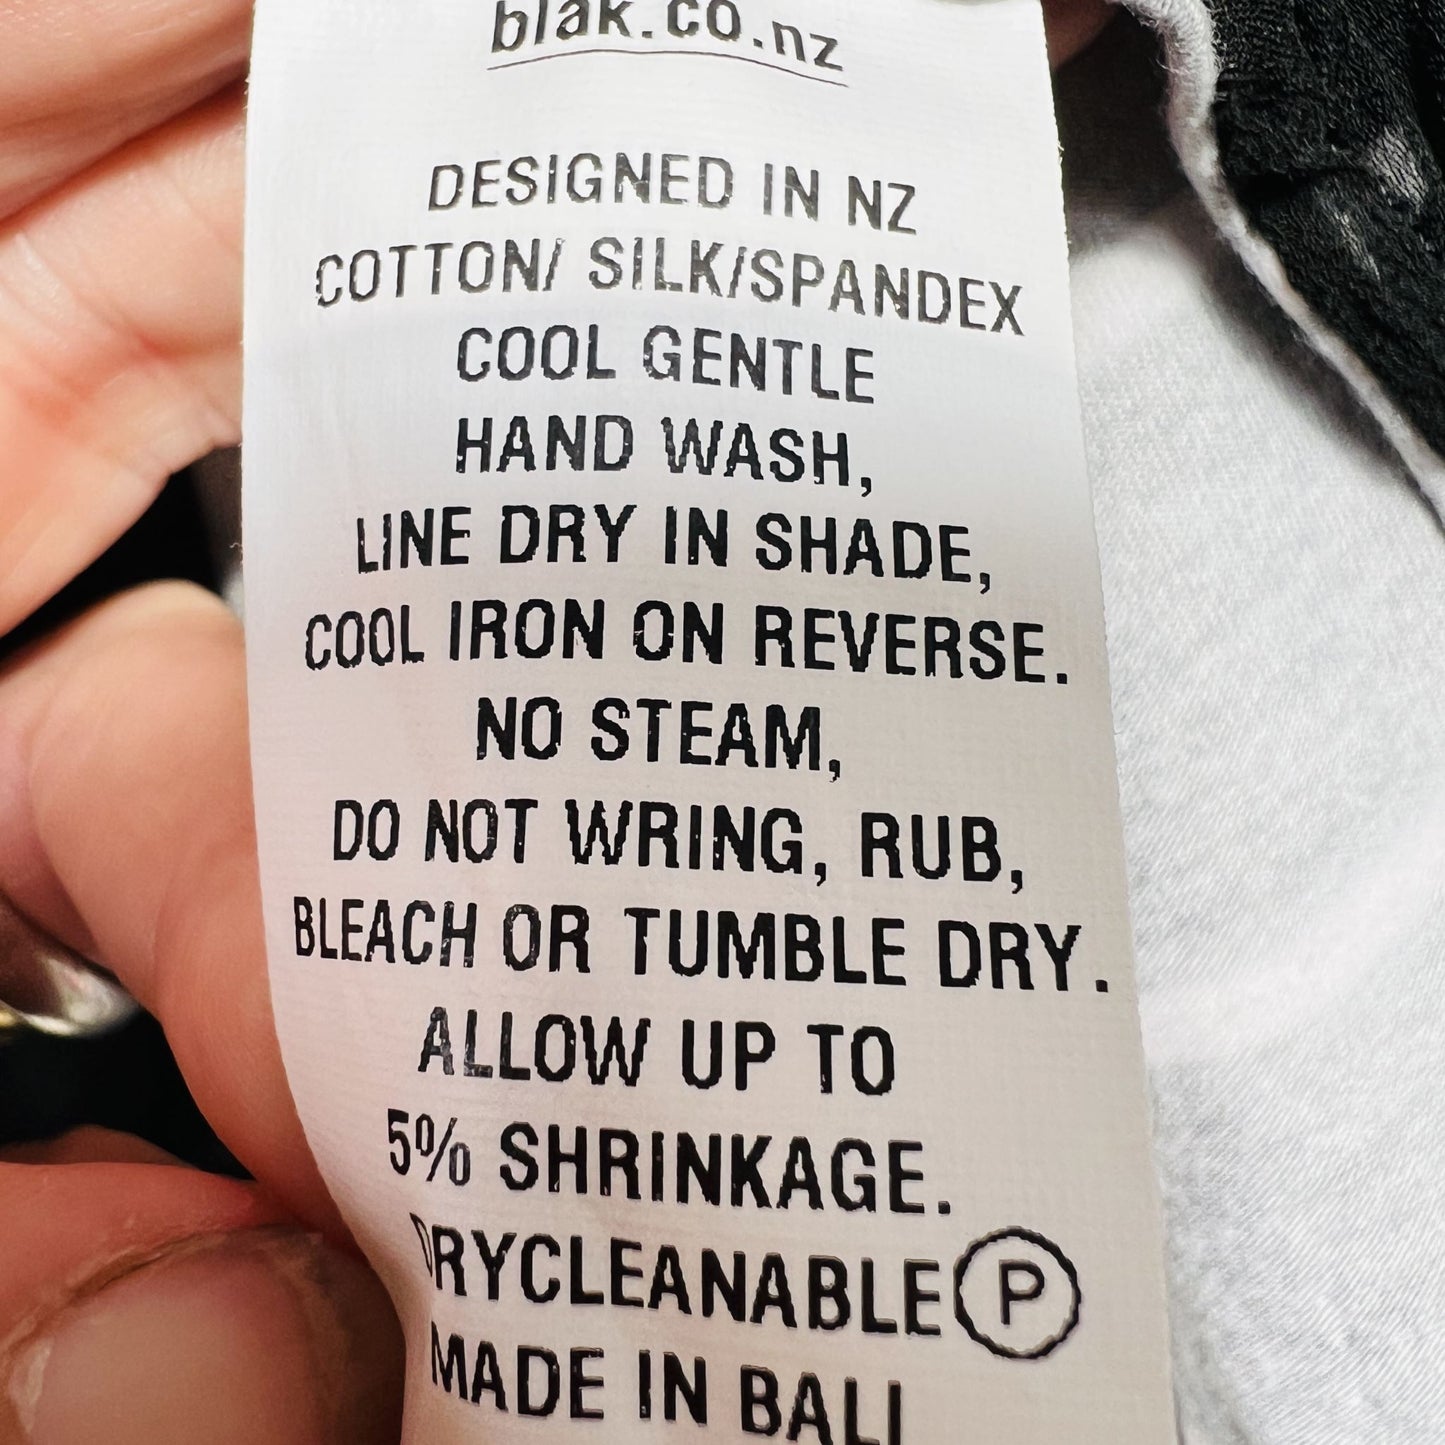 blak.co.nz
DESIGNED IN NZ
COTTON/ SILK/SPANDEX
COOL GENTLE
HAND WASH,
LINE DRY IN SHADE,
COOL IRON ON REVERSE.
NO STEAM,
DO NOT WRING, RUB,
BLEACH OR TUMBLE DRY.
ALLOW UP TO
5% SHRINKAGE.
DRYCLEANABLE P
MADE IN BALI